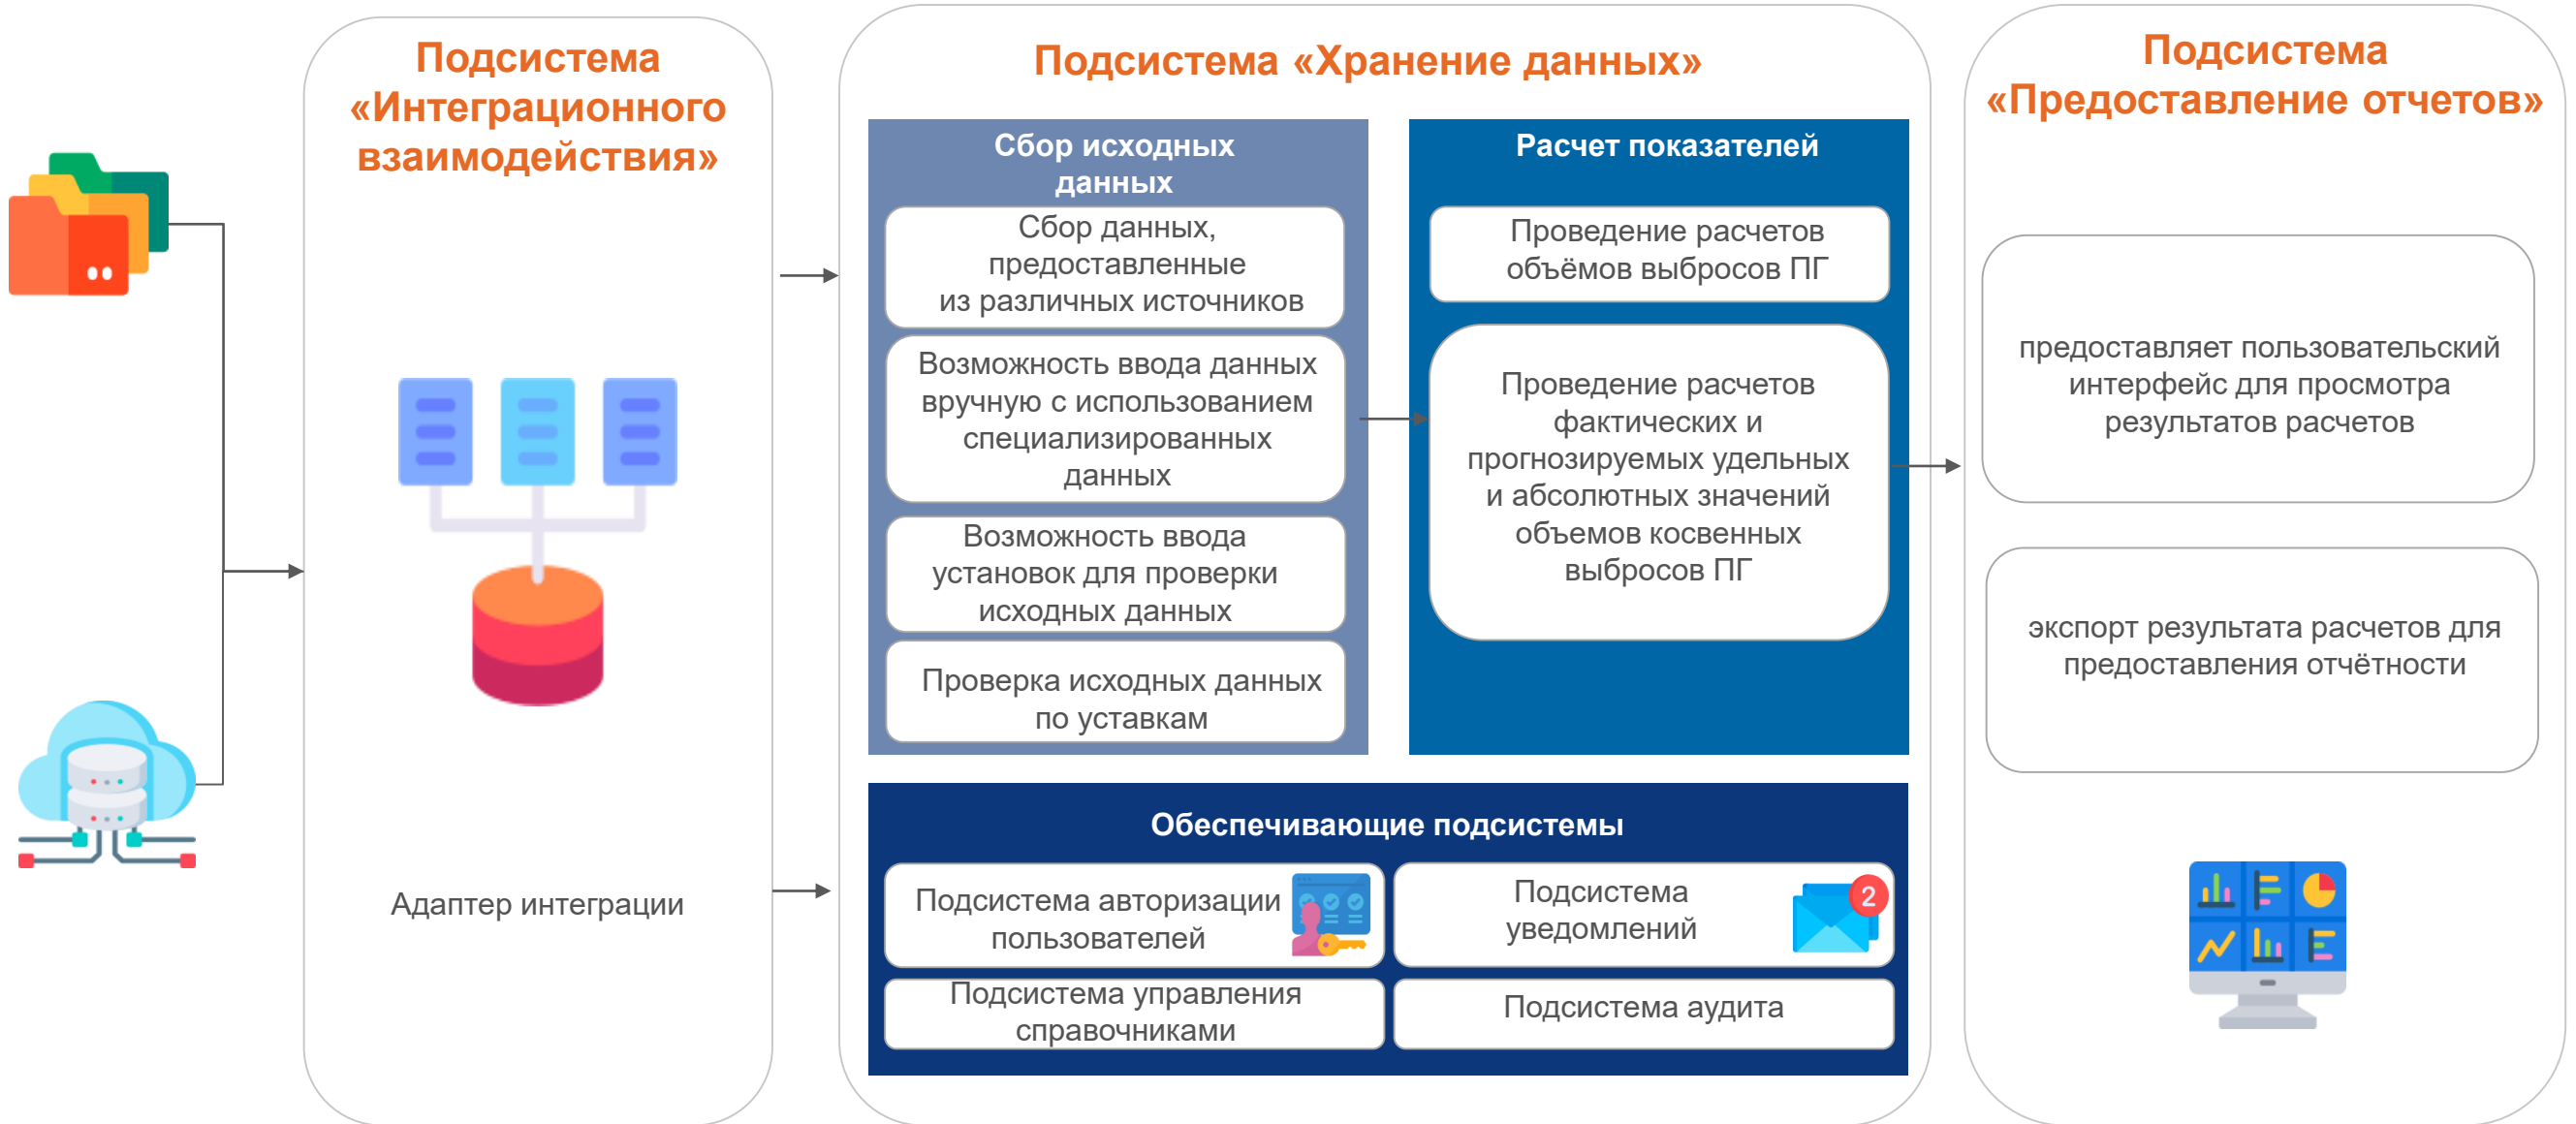 Подсистема
«Интеграционного
взаимодействия»
Адаптер интеграции
Подсистема «Хранение данных»
Сбор исходных
данных
Сбор данных,
предоставленные
из различных источников
Возможность ввода данных
вручную с использованием
специализированных
данных
Возможность ввода
установок для проверки
исходных данных
Проверка исходных данных
по уставкам
Расчет показателей
Проведение расчетов
объёмов выбросов ПГ
Проведение расчетов
фактических и
прогнозируемых удельных
и абсолютных значений
объемов косвенных
выбросов ПГ
Обеспечивающие подсистемы
Подсистема авторизации
пользователей
Подсистема
уведомлений
2
Подсистема управления
справочниками
Подсистема аудита
Подсистема
«Предоставление отчетов»
предоставляет пользовательский
интерфейс для просмотра
результатов расчетов
экспорт результата расчетов для
предоставления отчётности